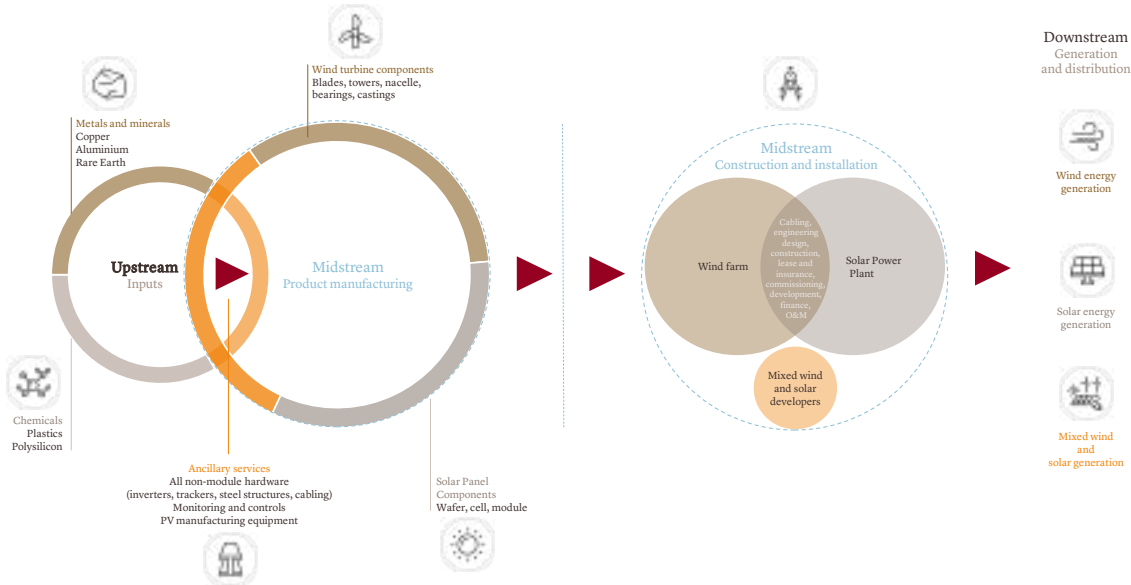 Metals and minerals
Copper
Aluminium
Rare Earth
Wind turbine components
Blades, towers, nacelle,
bearings, castings
Upstream
Inputs
Midstream
Product manufacturing
Chemicals
Plastics
Polysilicon
Ancillary services
All non-module hardware
(inverters, trackers, steel structures, cabling)
Monitoring and controls
PV manufacturing equipment
Solar Panel
Components
Wafer, cell, module
Midstream
Construction and installation
Wind farm
Cabling,
engineering
design,
construction,
lease and
insurance,
commissioning,
development,
finance,
O&M
Solar Power
Plant
Mixed wind
and solar
developers
Downstream
Generation
and distribution
Wind energy
generation
Solar energy
generation
Mixed wind
and
solar generation